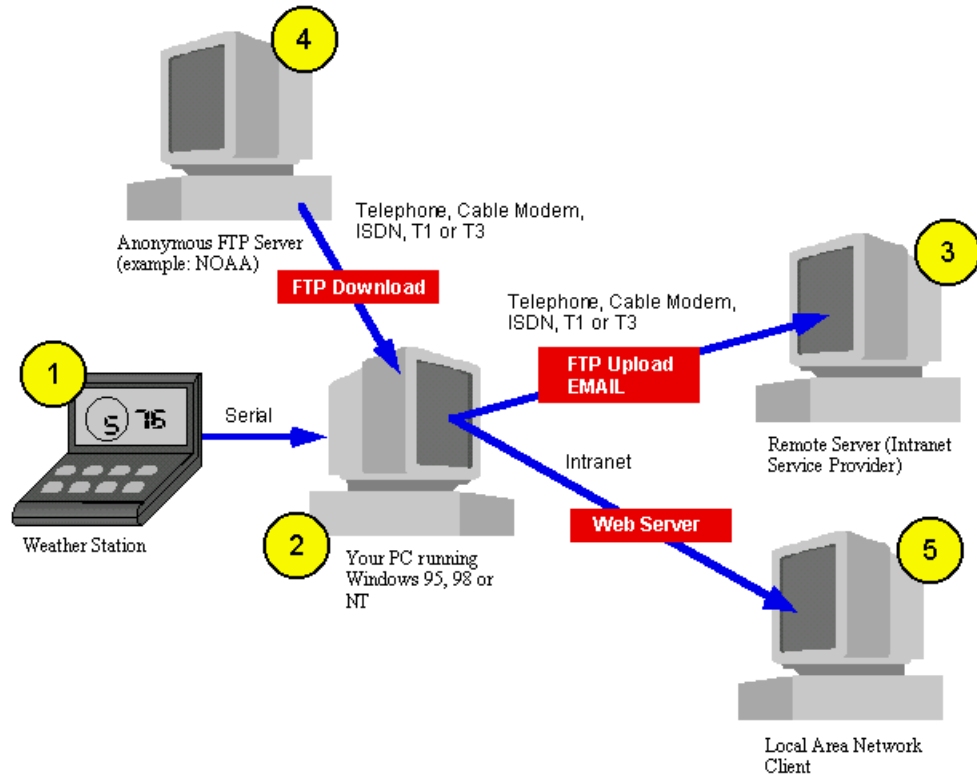 4
Telephone, Cable Modem,
ISDN, T1 or T3
Anonymous FTP Server
(example: NOAA)
FTP Download
3
Telephone, Cable Modem,
ISDN, T1 or T3
FTP Upload
EMAIL
Remote Server (Intranet
Service Provider)
1
5 76
Serial
Weather Station
2
Your PC running
Windows 95, 98 or
NT
Intranet
Web Server
5
Local Area Network
Client